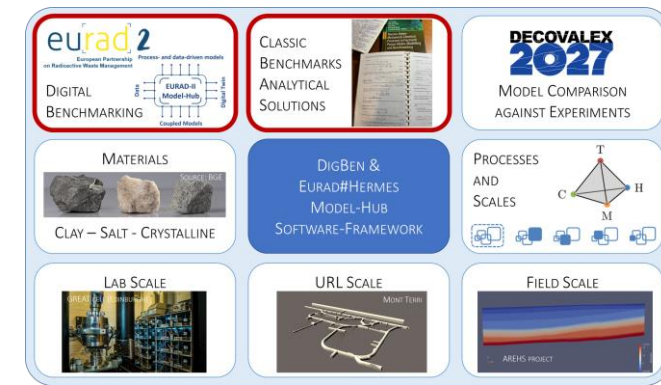 eurad 2
European Partnership
on Radioactive Waste Management
Process- and data-driven models
Data
EURAD-II
Model-Hub
Digital Twin
Coupled Models
DIGITAL
BENCHMARKING
CLASSIC
BENCHMARKS
ANALYTICAL
SOLUTIONS
DECOVALEX
2027
MODEL COMPARISON
AGAINST EXPERIMENTS
MATERIALS
SOURCE: BGE
CLAY – SALT - CRYSTALLINE
DIGBEN &
EURAD#HERMES
MODEL-HUB
SOFTWARE-FRAMEWORK
PROCESSES
AND
SCALES
T
C
H
M
LAB SCALE
URL SCALE
MONT TERRI
FIELD SCALE
AREHS PROJECT